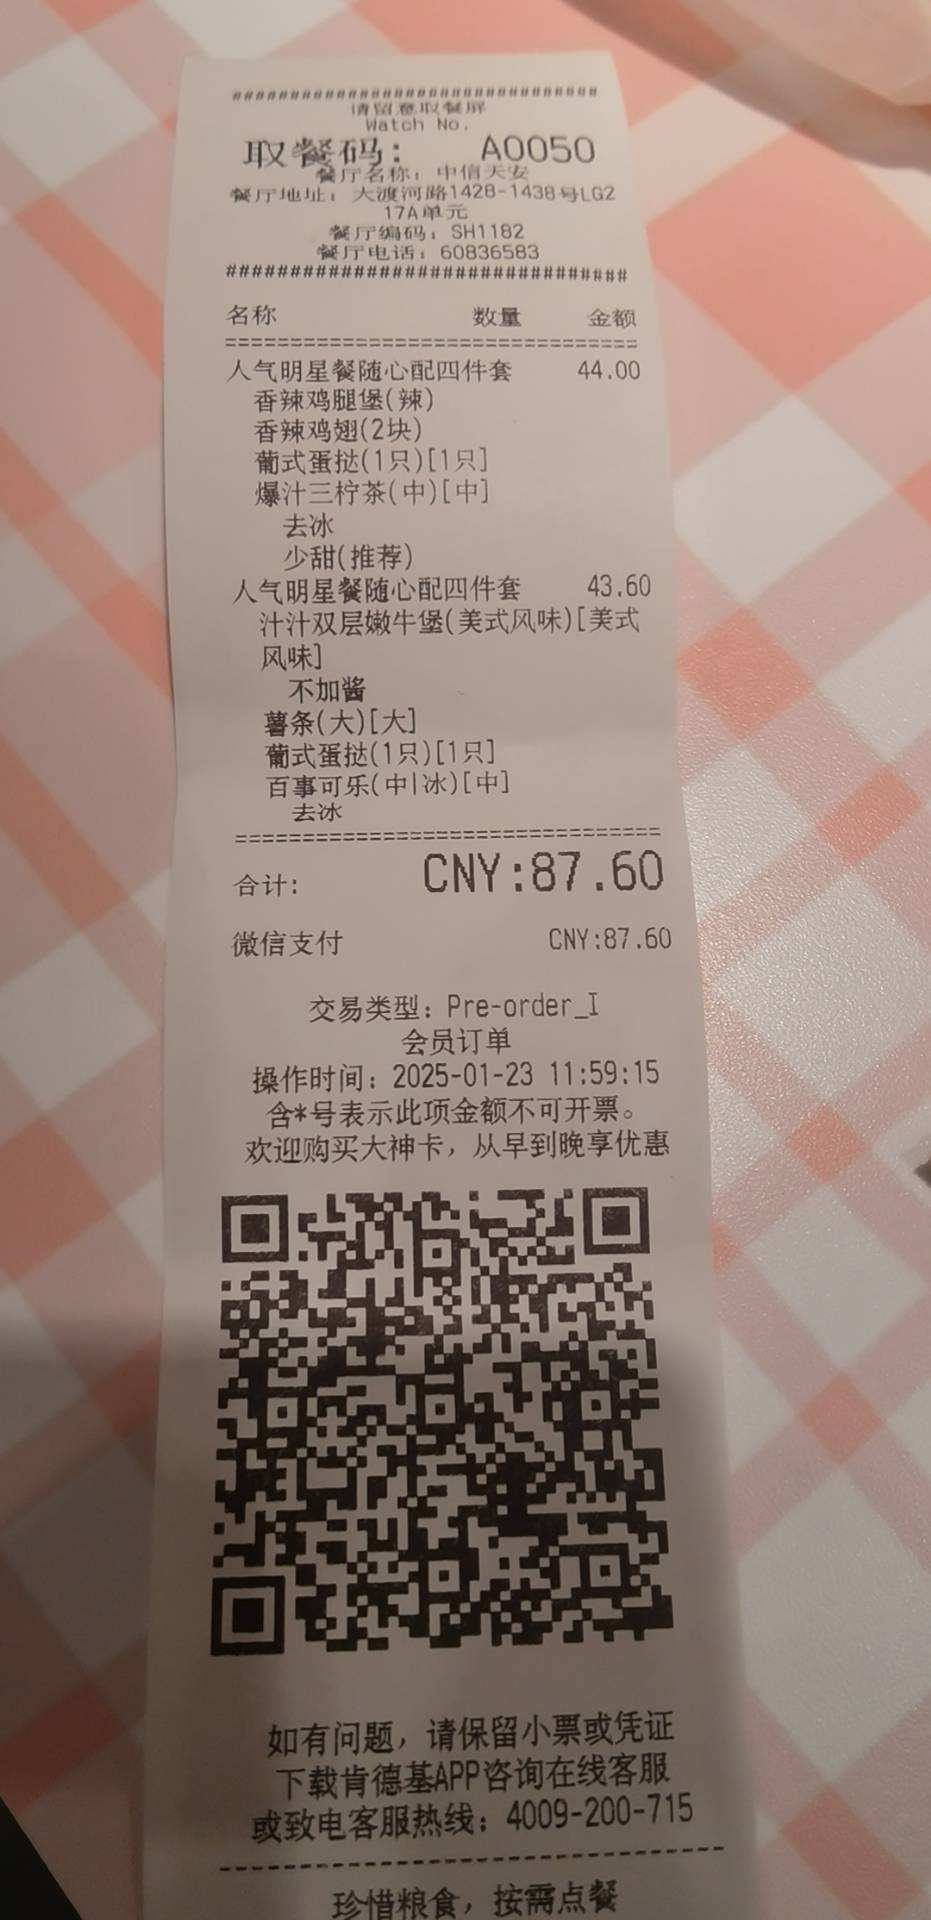 ################################
请留意取餐屏
Watch No.
取餐码： A0050
餐厅名称：中信天安
餐厅地址：大渡河路1428-1438号LG2
17A单元
餐厅编码：SH1182
餐厅电话：60836583
################################
名称 数量 金额
================================
人气明星餐随心配四件套 44.00
香辣鸡腿堡(辣)
香辣鸡翅(2块)
葡式蛋挞(1只)[1只]
爆汁三柠茶(中)[中]
去冰
少甜(推荐)
人气明星餐随心配四件套 43.60
汁汁双层嫩牛堡(美式风味)[美式
风味]
不加酱
薯条(大)[大]
葡式蛋挞(1只)[1只]
百事可乐(中|冰)[中]
去冰
================================
合计: CNY:87.60
微信支付 CNY:87.60
交易类型：Pre-order_I
会员订单
操作时间：2025-01-23 11:59:15
含*号表示此项金额不可开票。
欢迎购买大神卡，从早到晚享优惠
如有问题，请保留小票或凭证
下载肯德基APP咨询在线客服
或致电客服热线：4009-200-715
--------------------------------
珍惜粮食，按需点餐